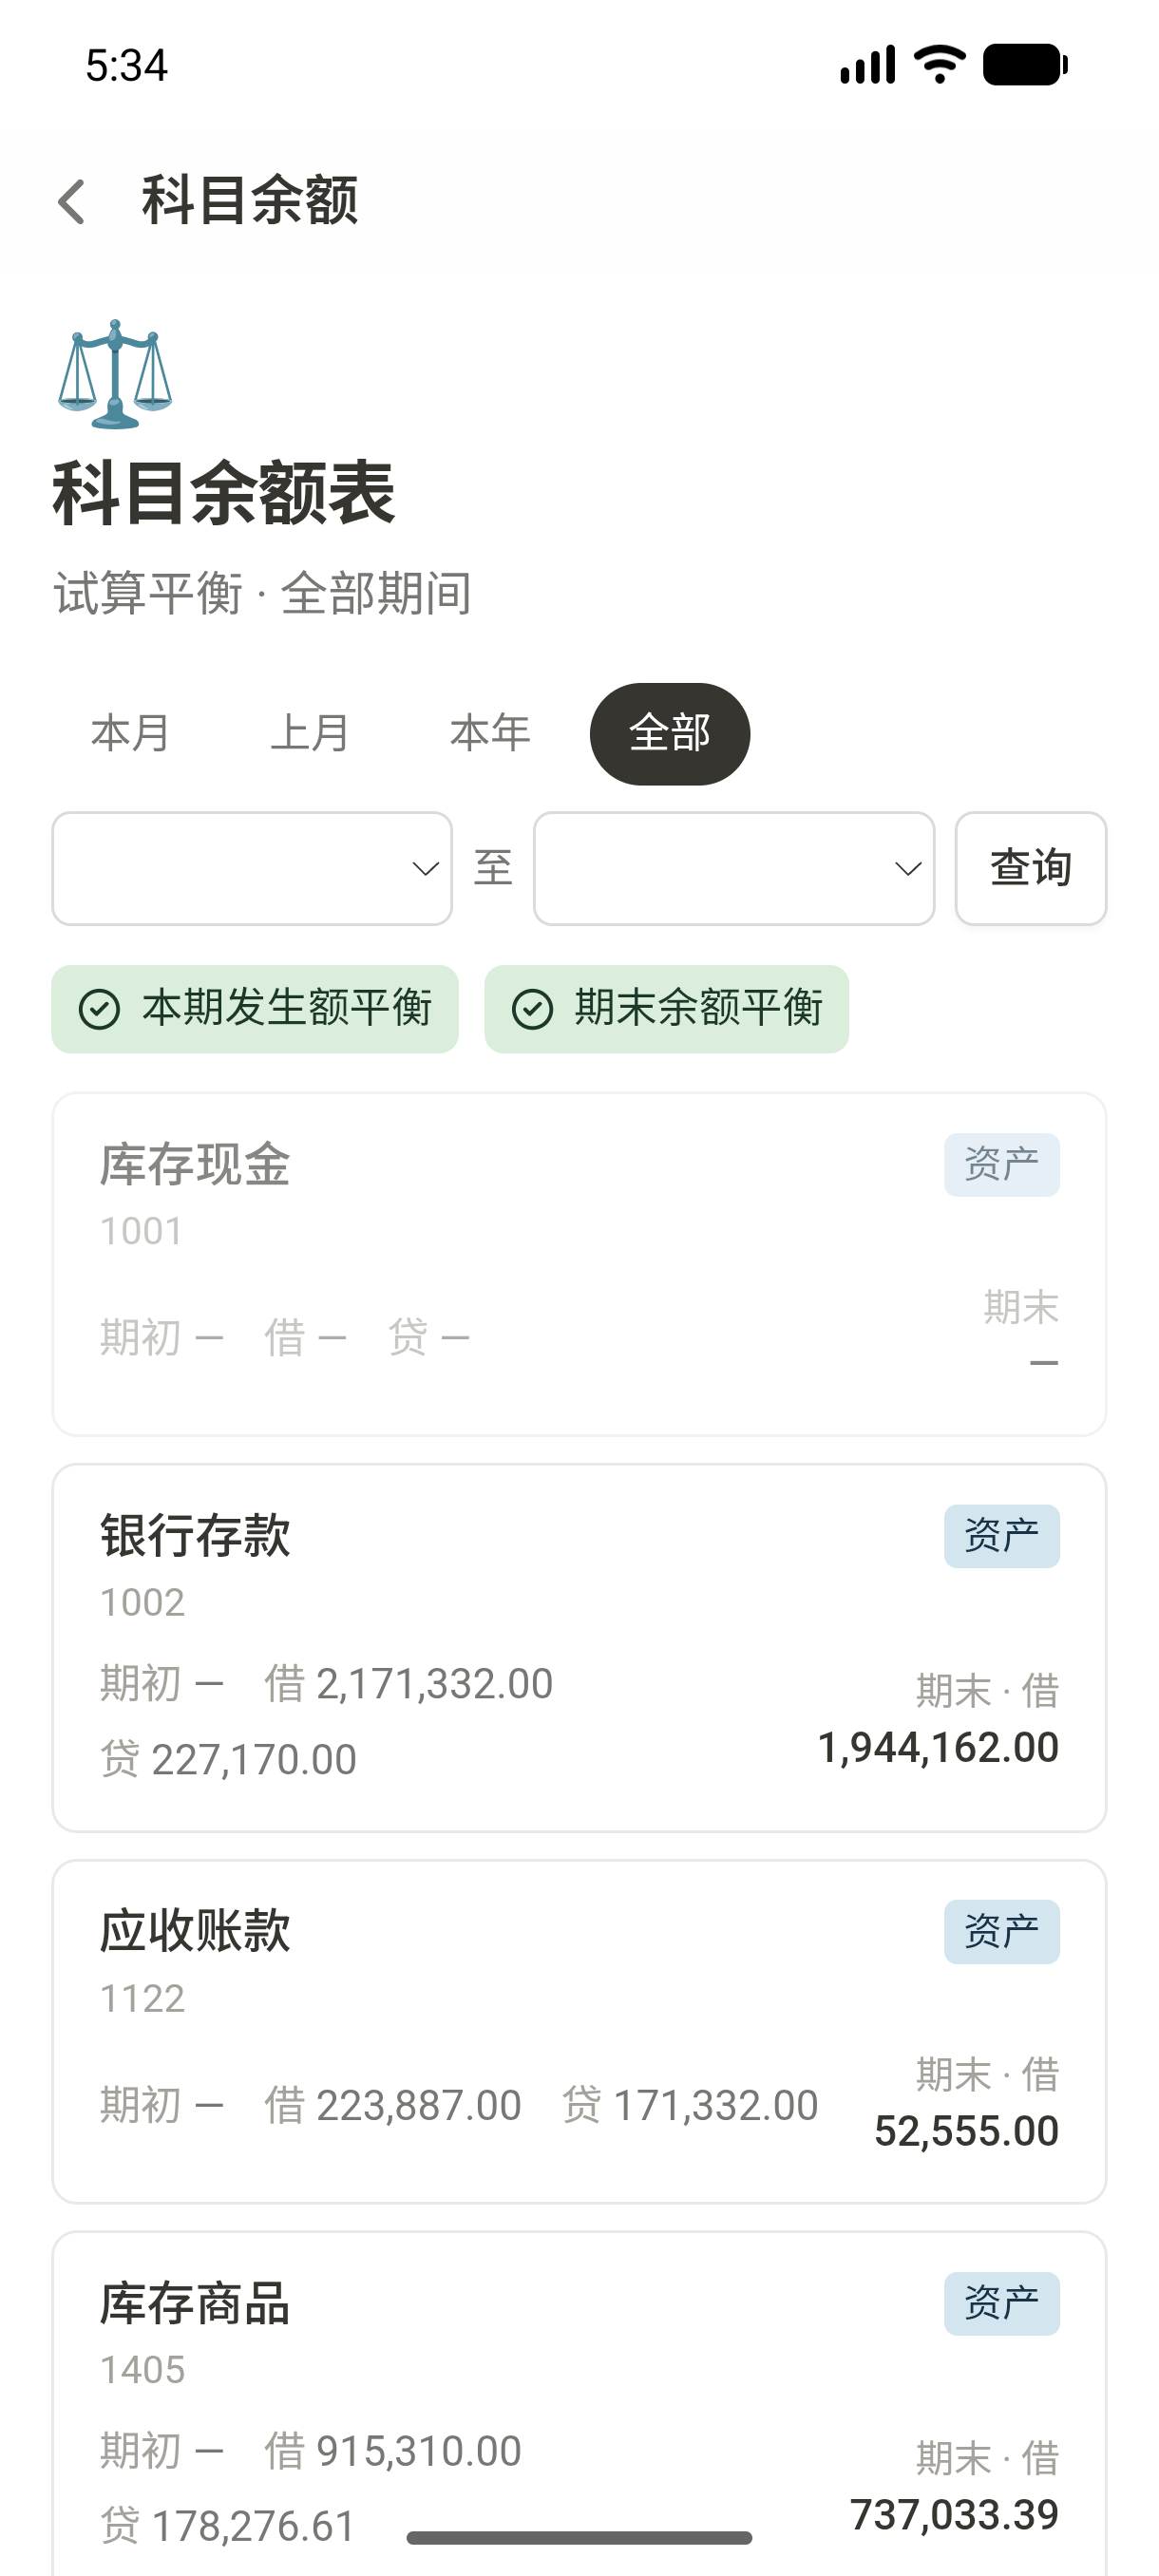 5:34
科目余额
科目余额表
试算平衡 · 全部期间
本月 上月 本年 全部
至 查询
本期发生额平衡 期末余额平衡
库存现金 资产
1001
期末
期初 — 借 — 贷 —
—
银行存款 资产
1002
期初 — 借 2,171,332.00
期末 · 借
贷 227,170.00
1,944,162.00
应收账款 资产
1122
期末 · 借
期初 — 借 223,887.00 贷 171,332.00
52,555.00
库存商品 资产
1405
期初 — 借 915,310.00
期末 · 借
贷 178,276.61
737,033.39